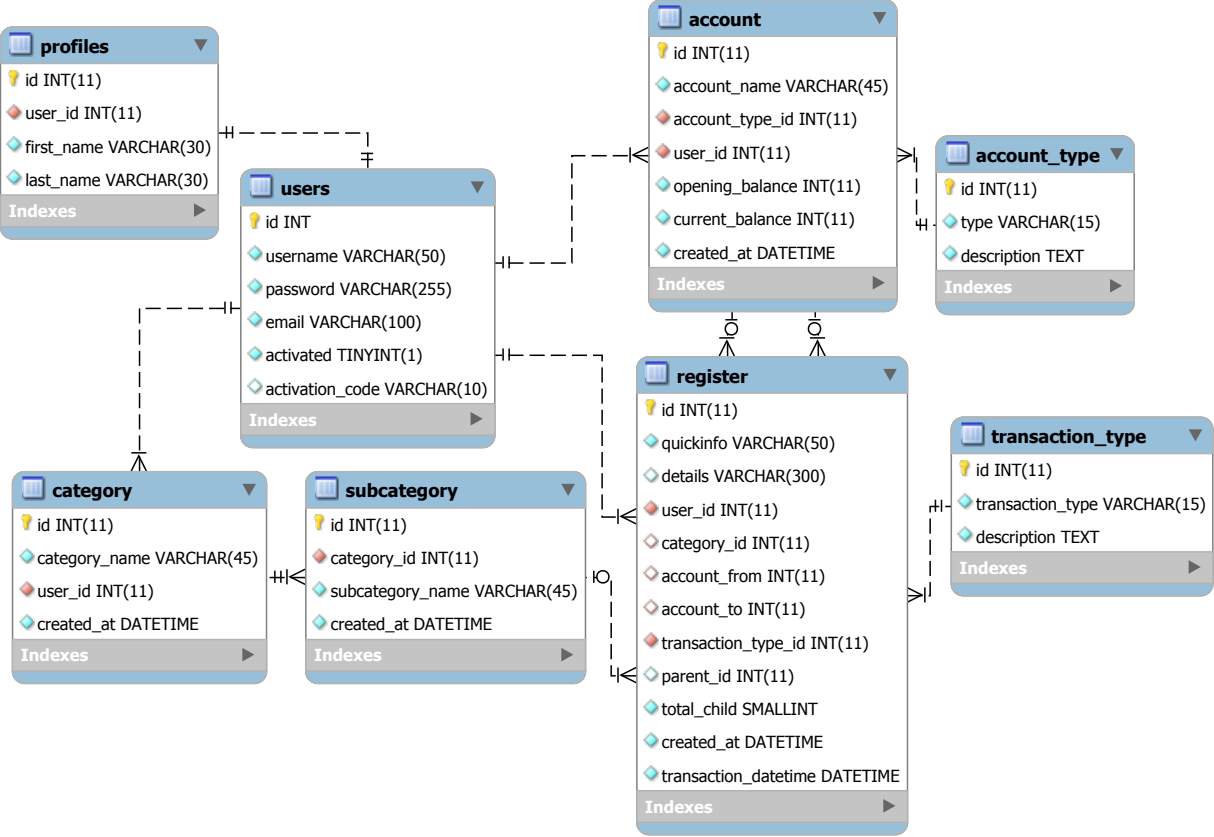 profiles
id INT(11)
user_id INT(11)
first_name VARCHAR(30)
last_name VARCHAR(30)
Indexes
users
id INT
username VARCHAR(50)
password VARCHAR(255)
email VARCHAR(100)
activated TINYINT(1)
activation_code VARCHAR(10)
Indexes
account
id INT(11)
account_name VARCHAR(45)
account_type_id INT(11)
user_id INT(11)
opening_balance INT(11)
current_balance INT(11)
created_at DATETIME
Indexes
account_type
id INT(11)
type VARCHAR(15)
description TEXT
Indexes
category
id INT(11)
category_name VARCHAR(45)
user_id INT(11)
created_at DATETIME
Indexes
subcategory
id INT(11)
category_id INT(11)
subcategory_name VARCHAR(45)
created_at DATETIME
Indexes
register
id INT(11)
quickinfo VARCHAR(50)
details VARCHAR(300)
user_id INT(11)
category_id INT(11)
account_from INT(11)
account_to INT(11)
transaction_type_id INT(11)
parent_id INT(11)
total_child SMALLINT
created_at DATETIME
transaction_datetime DATETIME
Indexes
transaction_type
id INT(11)
transaction_type VARCHAR(15)
description TEXT
Indexes